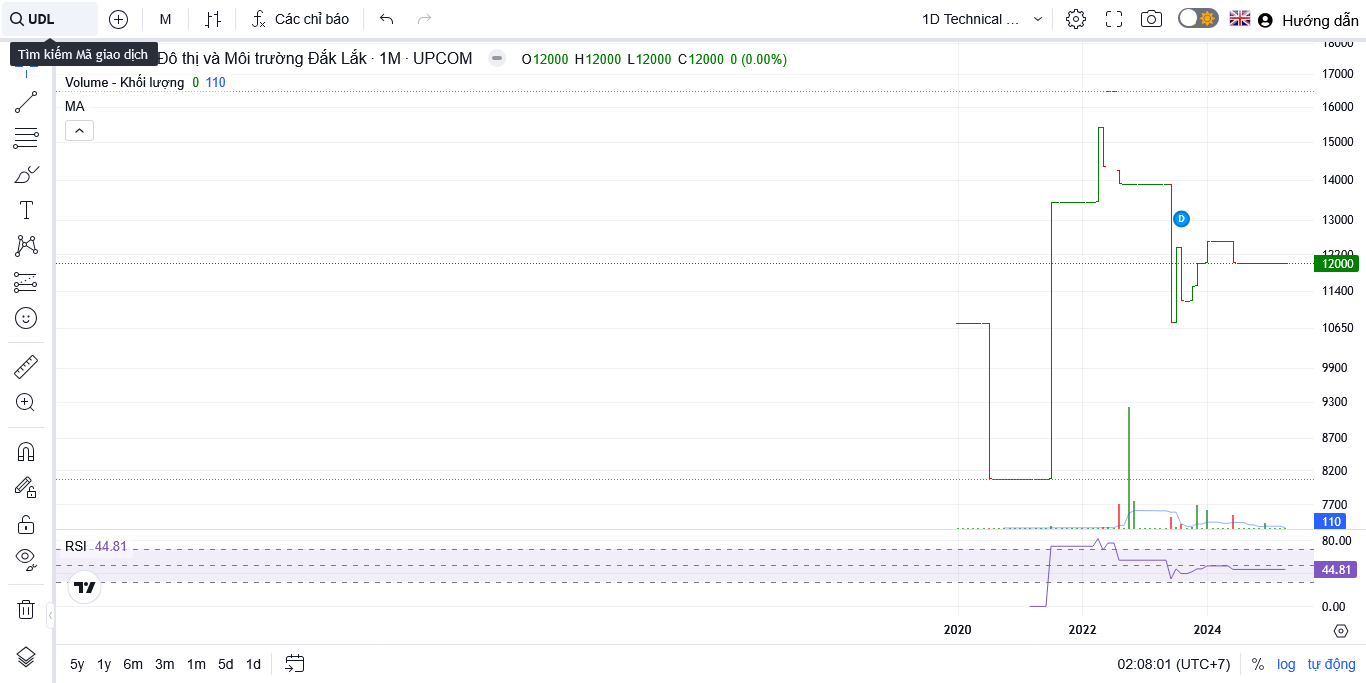 UDL M Các chỉ báo 1D Technical ... Hướng dẫn
Tìm kiếm Mã giao dịch
Đô thị và Môi trường Đắk Lắk · 1M · UPCOM O12000 H12000 L12000 C12000 0 (0.00%)
Volume - Khối lượng 0 110
MA
18000
17000
16000
15000
14000
13000
D
12200
12000
11400
10650
9900
9300
8700
8200
7700
110
RSI 44.81
80.00
44.81
0.00
2020 2022 2024
5y 1y 6m 3m 1m 5d 1d 02:08:01 (UTC+7) % log tự động